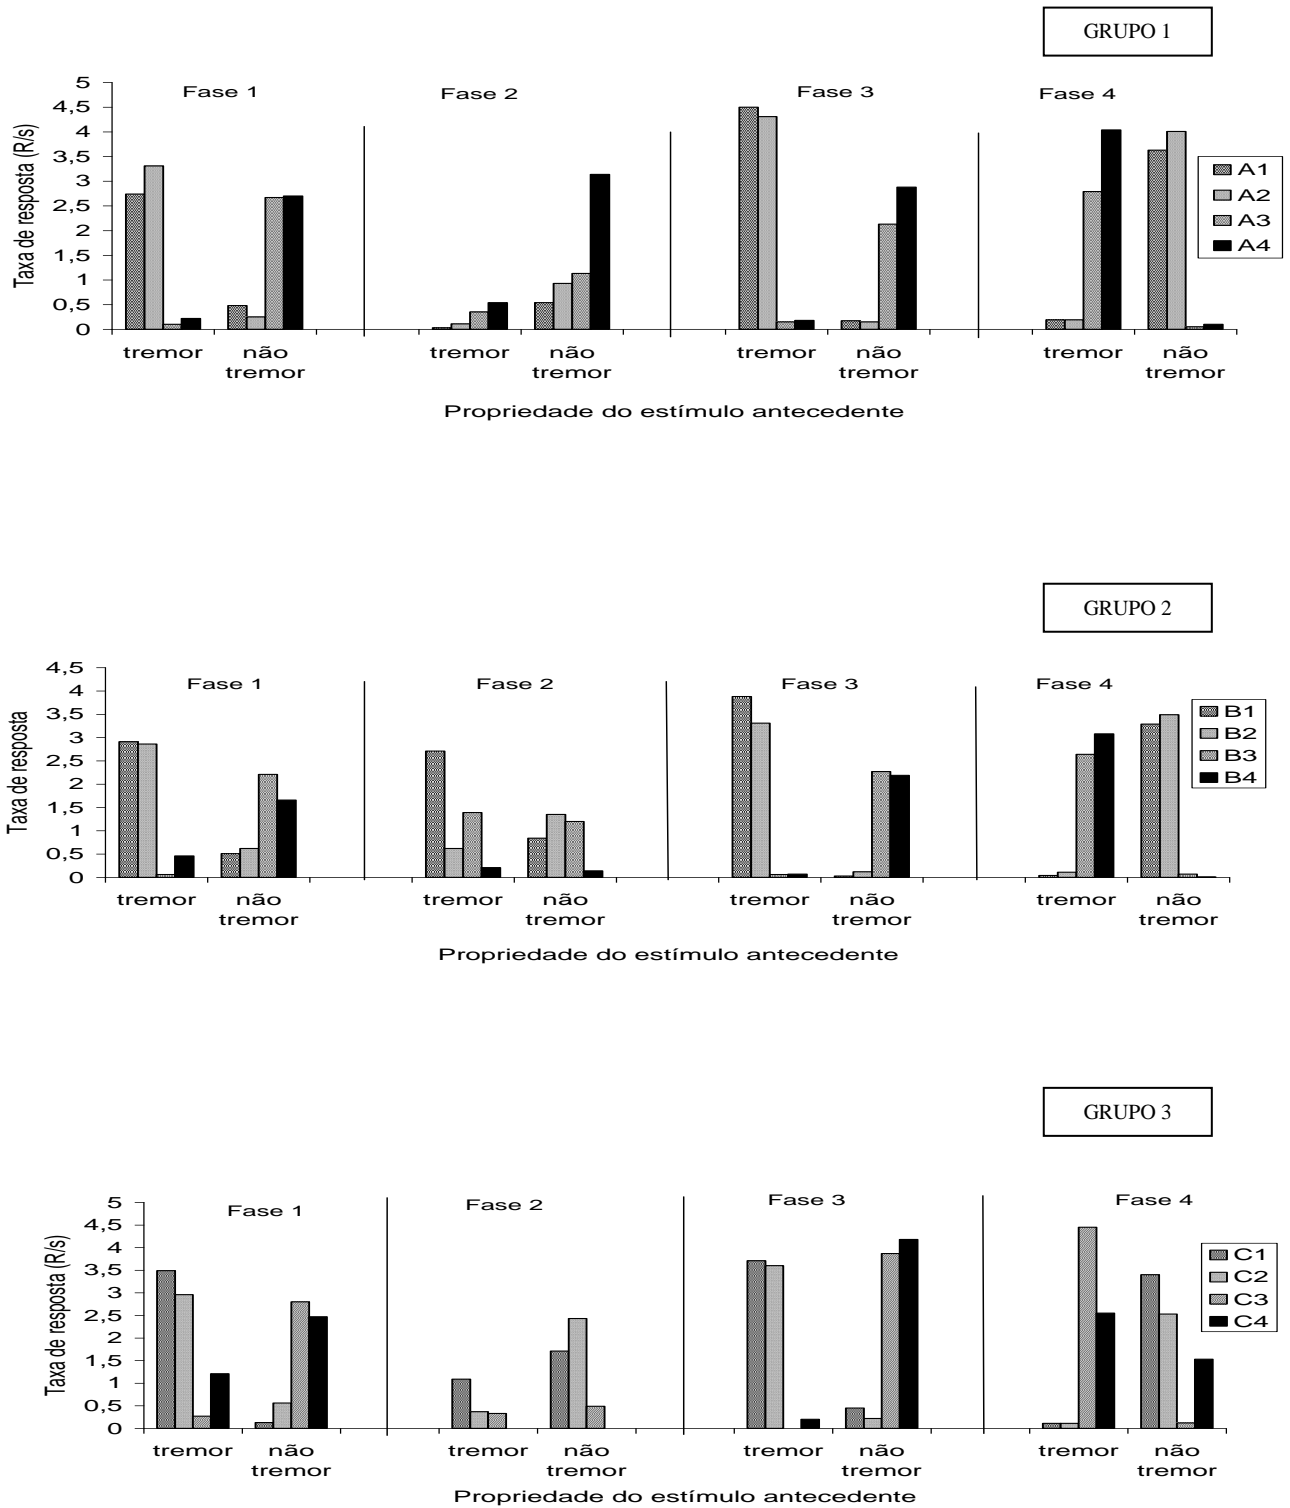 GRUPO 1
Fase 1
Fase 2
Fase 3
Fase 4
Taxa de resposta (R/s)
5
4,5
4
3,5
3
2,5
2
1,5
1
0,5
0
A1
A2
A3
A4
tremor
não
tremor
tremor
não
tremor
tremor
não
tremor
tremor
não
tremor
Propriedade do estímulo antecedente
GRUPO 2
Fase 1
Fase 2
Fase 3
Fase 4
Taxa de resposta
4,5
4
3,5
3
2,5
2
1,5
1
0,5
0
B1
B2
B3
B4
tremor
não
tremor
tremor
não
tremor
tremor
não
tremor
tremor
não
tremor
Propriedade do estímulo antecedente
GRUPO 3
Fase 1
Fase 2
Fase 3
Fase 4
Taxa de resposta (R/s)
5
4,5
4
3,5
3
2,5
2
1,5
1
0,5
0
C1
C2
C3
C4
tremor
não
tremor
tremor
não
tremor
tremor
não
tremor
tremor
não
tremor
Propriedade do estímulo antecedente